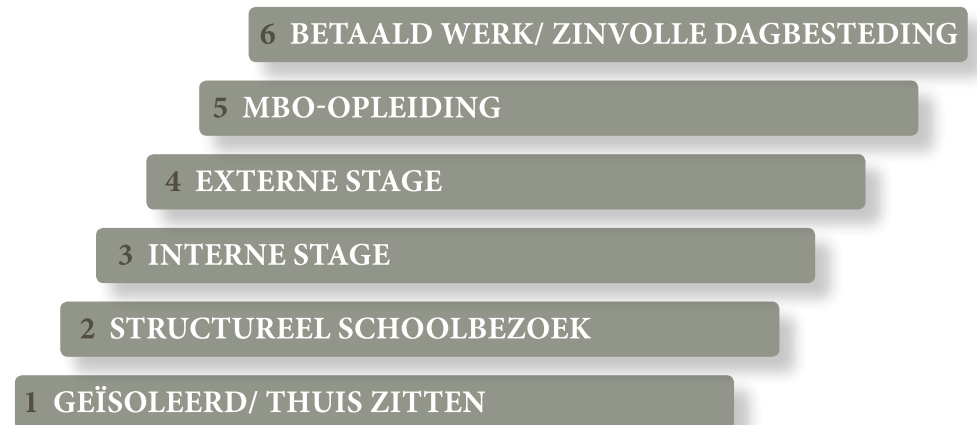 6 BETAALD WERK/ ZINVOLLE DAGBESTEDING
5 MBO-OPLEIDING
4 EXTERNE STAGE
3 INTERNE STAGE
2 STRUCTUREEL SCHOOLBEZOEK
1 GEÏSOLEERD/ THUIS ZITTEN